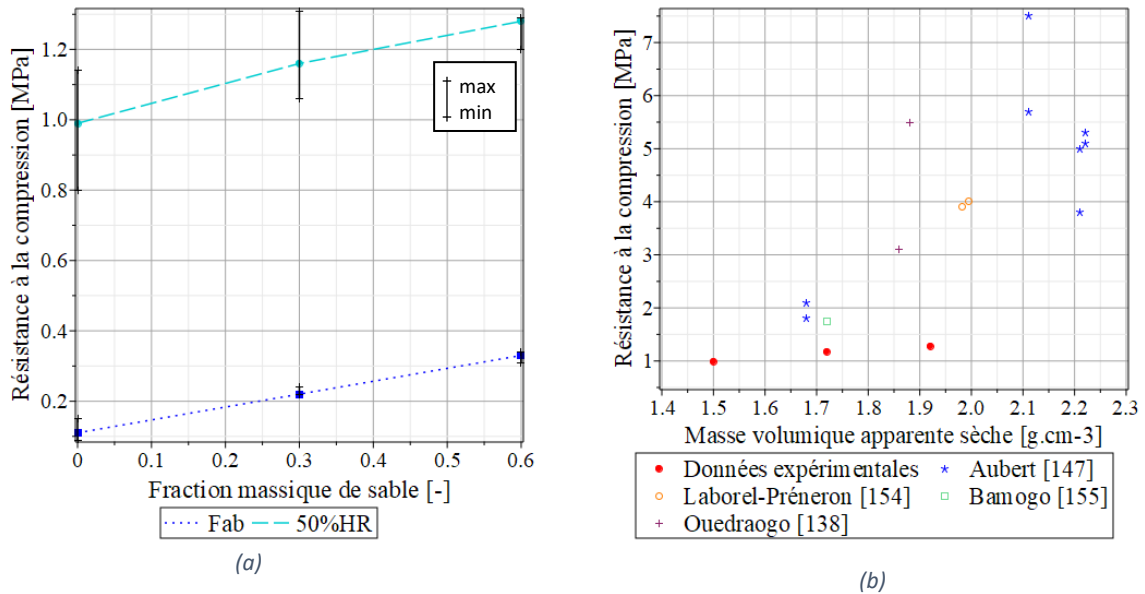 Résistance à la compression [MPa]
1.2
1.0
0.8
0.6
0.4
0.2
max
min
0 0.1 0.2 0.3 0.4 0.5 0.6
Fraction massique de sable [-]
Fab 50%HR
(a)
Résistance à la compression [MPa]
7
6
5
4
3
2
1
1.4 1.5 1.6 1.7 1.8 1.9 2.0 2.1 2.2 2.3
Masse volumique apparente sèche [g.cm-3]
Données expérimentales Aubert [147]
Laborel-Préneron [154] Bamogo [155]
Ouedraogo [138]
(b)